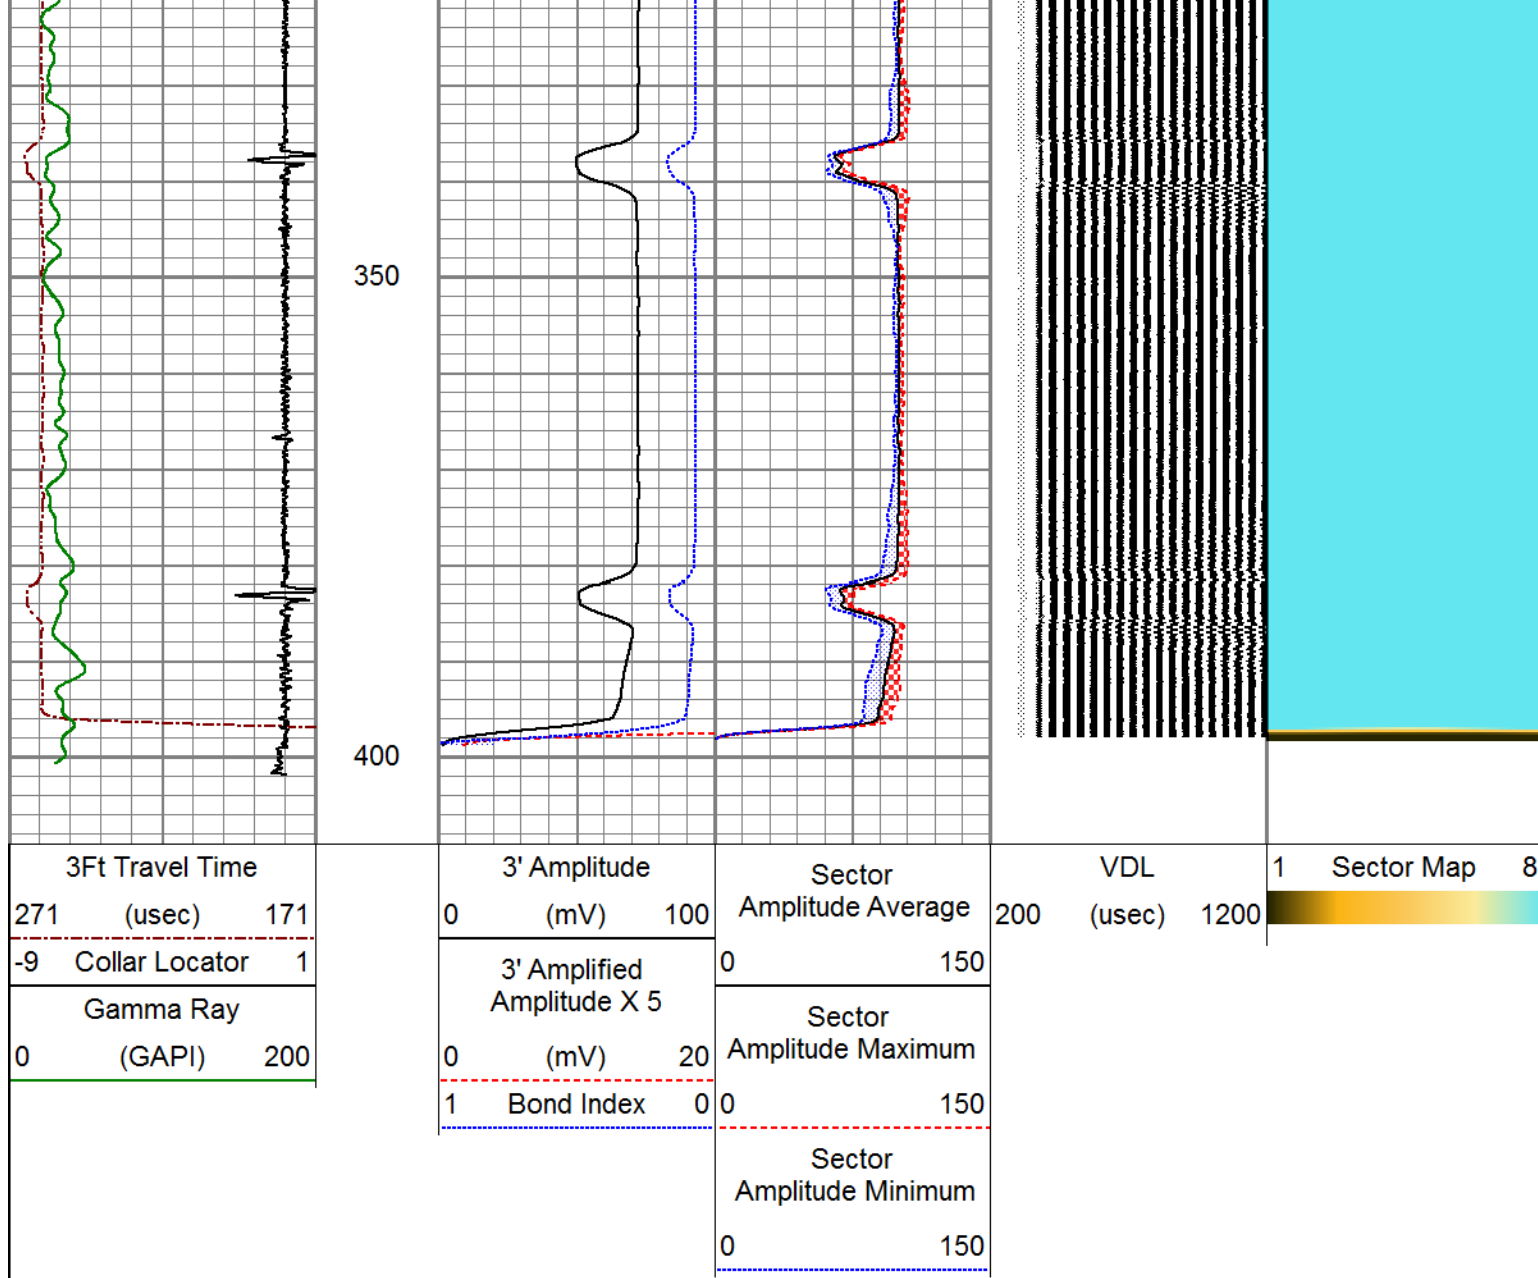 350
400
3Ft Travel Time
271 (usec) 171
-9 Collar Locator 1
Gamma Ray
0 (GAPI) 200
3' Amplitude
0 (mV) 100
3' Amplified
Amplitude X 5
0 (mV) 20
1 Bond Index 0
Sector
Amplitude Average
0 150
Sector
Amplitude Maximum
0 150
Sector
Amplitude Minimum
0 150
VDL
200 (usec) 1200
1 Sector Map 8